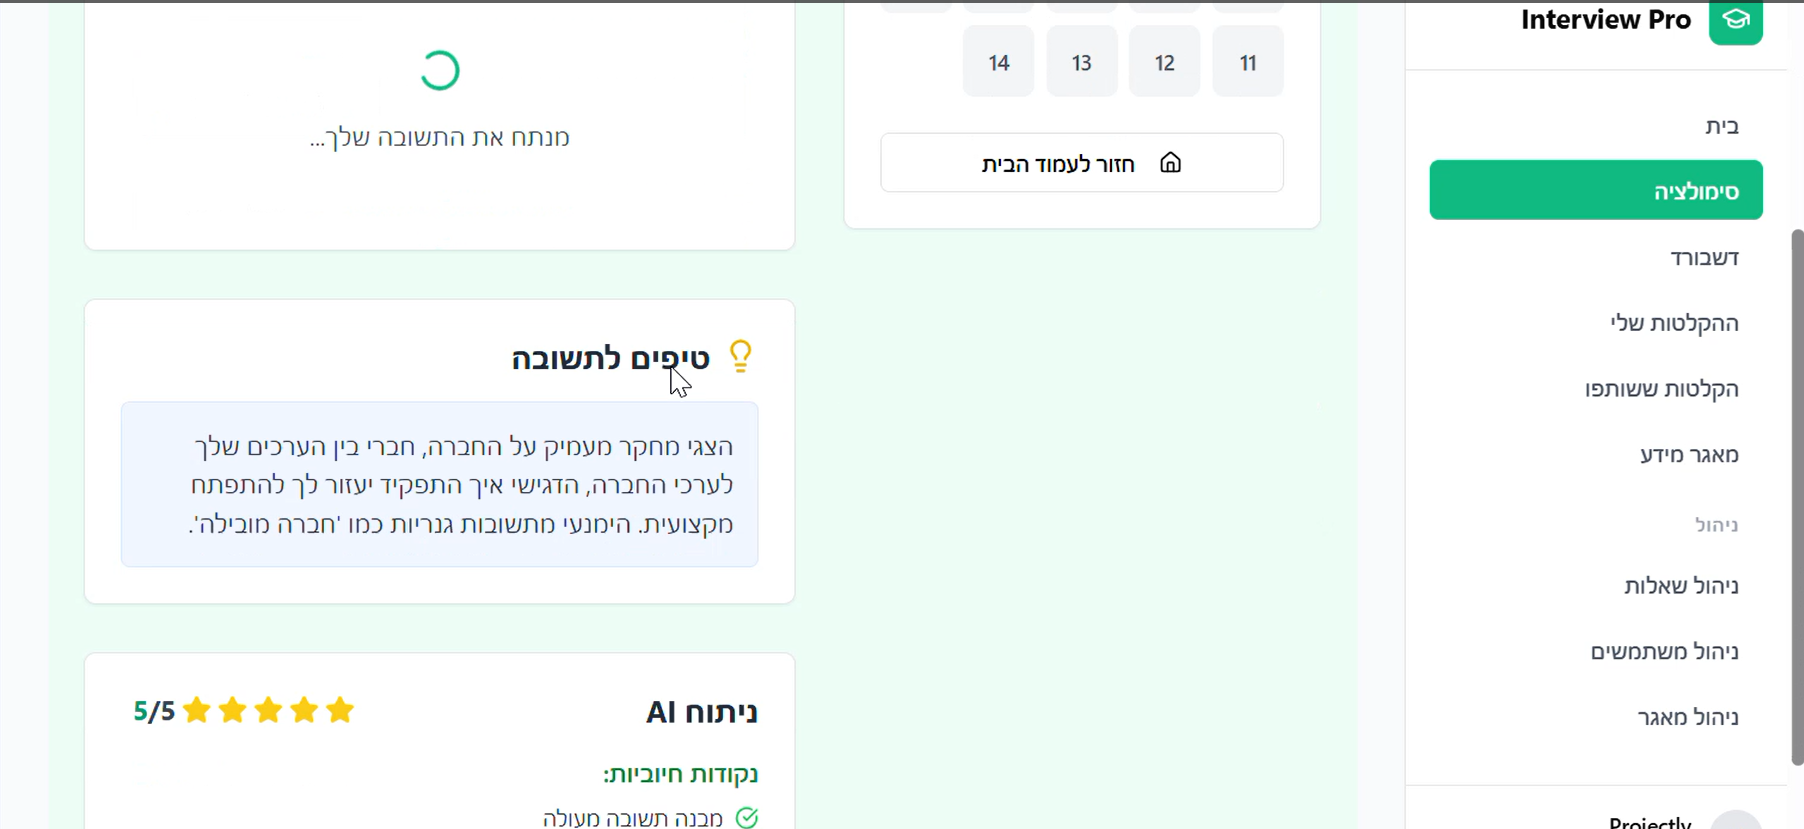 Interview Pro
בית
סימולציה
דשבורד
ההקלטות שלי
הקלטות ששותפו
מאגר מידע
ניהול
ניהול שאלות
ניהול משתמשים
ניהול מאגר
Projectly
11 12 13 14
חזור לעמוד הבית
מנתח את התשובה שלך...
טיפים לתשובה
הצגי מחקר מעמיק על החברה, חברי בין הערכים שלך
לערכי החברה, הדגישי איך התפקיד יעזור לך להתפתח
מקצועית. הימנעי מתשובות גנריות כמו 'חברה מובילה'.
ניתוח AI
5/5
נקודות חיוביות:
מבנה תשובה מעולה